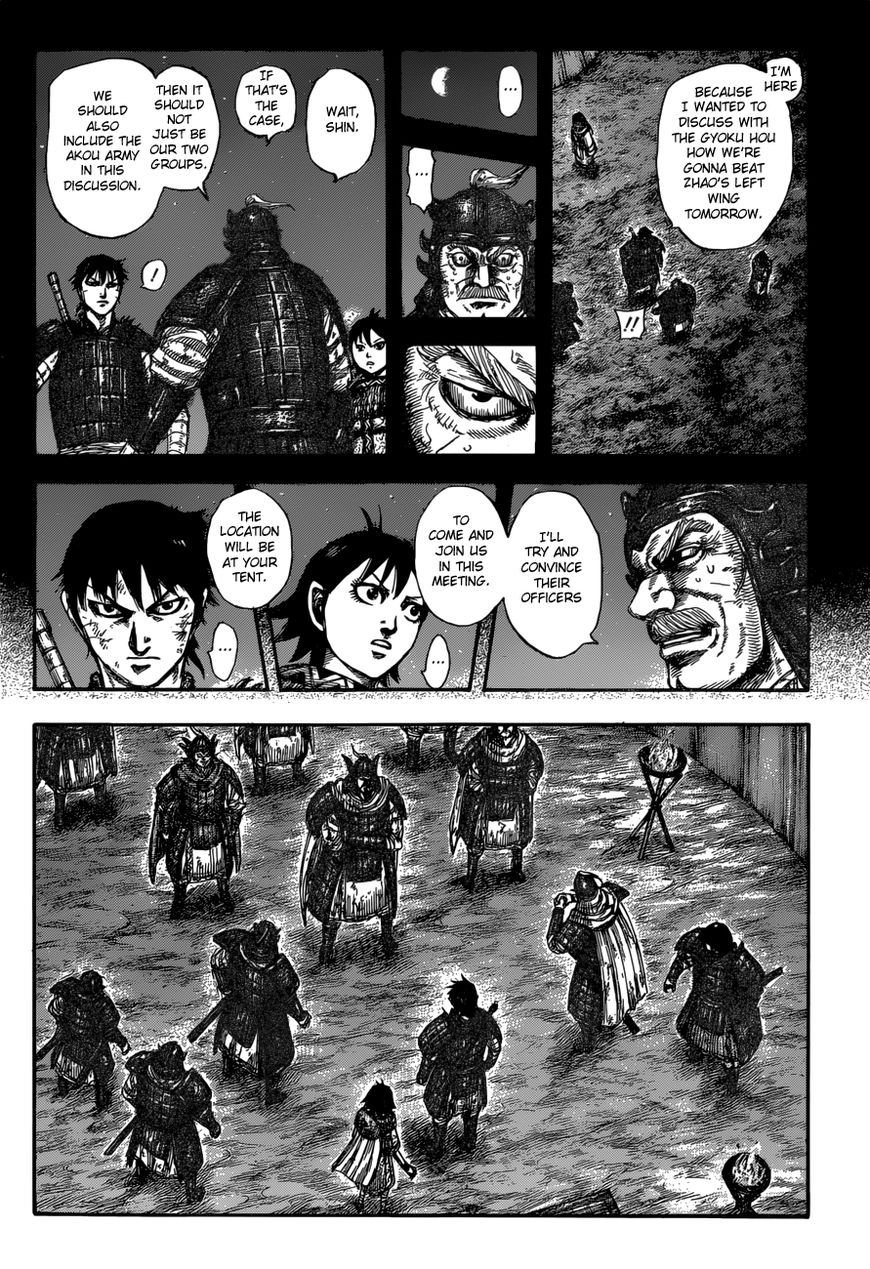 I'M
HERE
BECAUSE
I WANTED TO
DISCUSS WITH
THE GYOKU HOU
HOW WE'RE
GONNA BEAT
ZHAO'S LEFT
WING
TOMORROW.
!!
...
...
WAIT,
SHIN.
IF
THAT'S
THE
CASE,
THEN IT
SHOULD
NOT
JUST BE
OUR TWO
GROUPS.
WE
SHOULD
ALSO
INCLUDE THE
AKOU ARMY
IN THIS
DISCUSSION.
!
I'LL
TRY AND
CONVINCE
THEIR
OFFICERS
TO
COME AND
JOIN US
IN THIS
MEETING.
...
THE
LOCATION
WILL BE
AT YOUR
TENT.
...